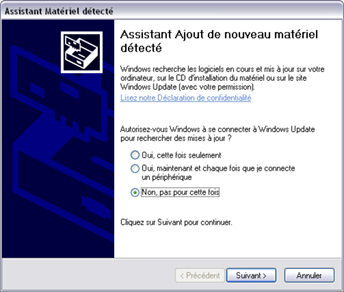 Assistant Matériel détecté
Assistant Ajout de nouveau matériel
détecté
Windows recherche les logiciels en cours et mis à jour sur votre
ordinateur, sur le CD d'installation du matériel ou sur le site
Windows Update (avec votre permission).
Lisez notre Déclaration de confidentialité
Autorisez-vous Windows à se connecter à Windows Update
pour rechercher des mises à jour ?
Oui, cette fois seulement
Oui, maintenant et chaque fois que je connecte
un périphérique
Non, pas pour cette fois
Cliquez sur Suivant pour continuer.
< Précédent Suivant > Annuler